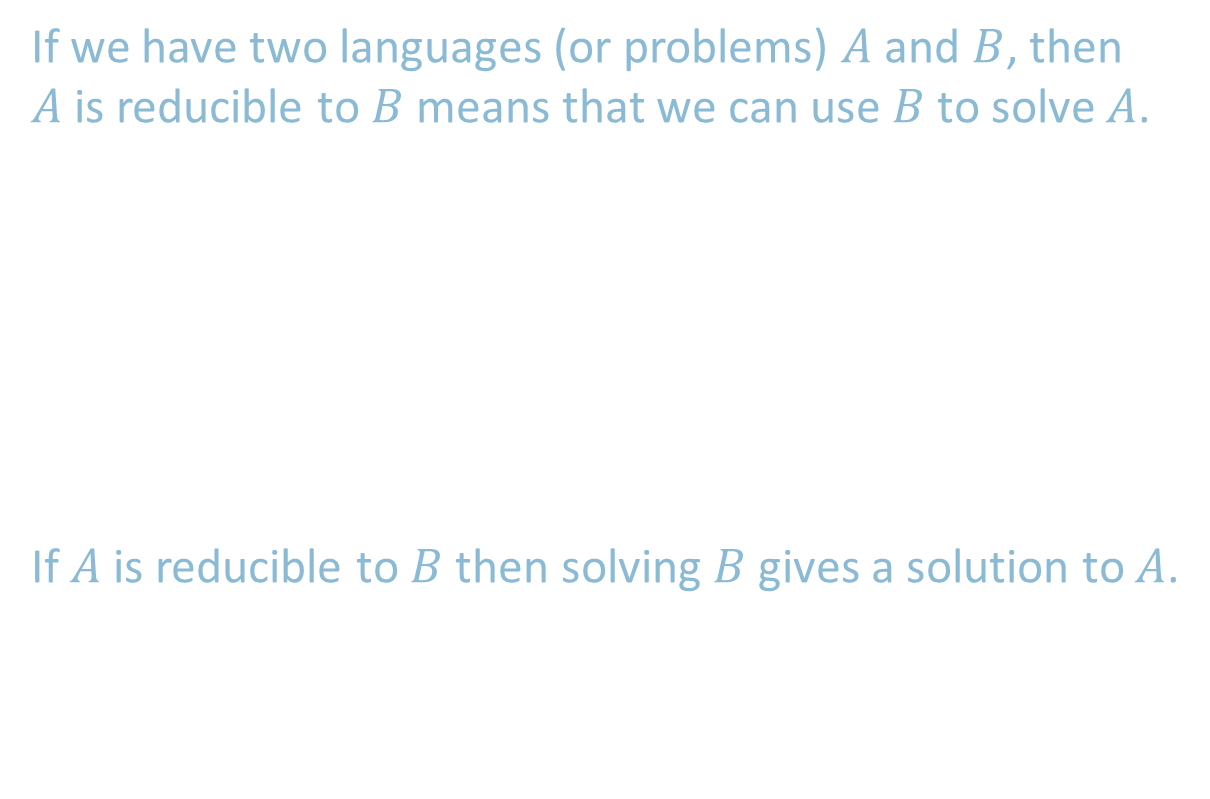 If we have two languages (or problems) A and B, then
A is reducible to B means that we can use B to solve A.
If A is reducible to B then solving B gives a solution to A.